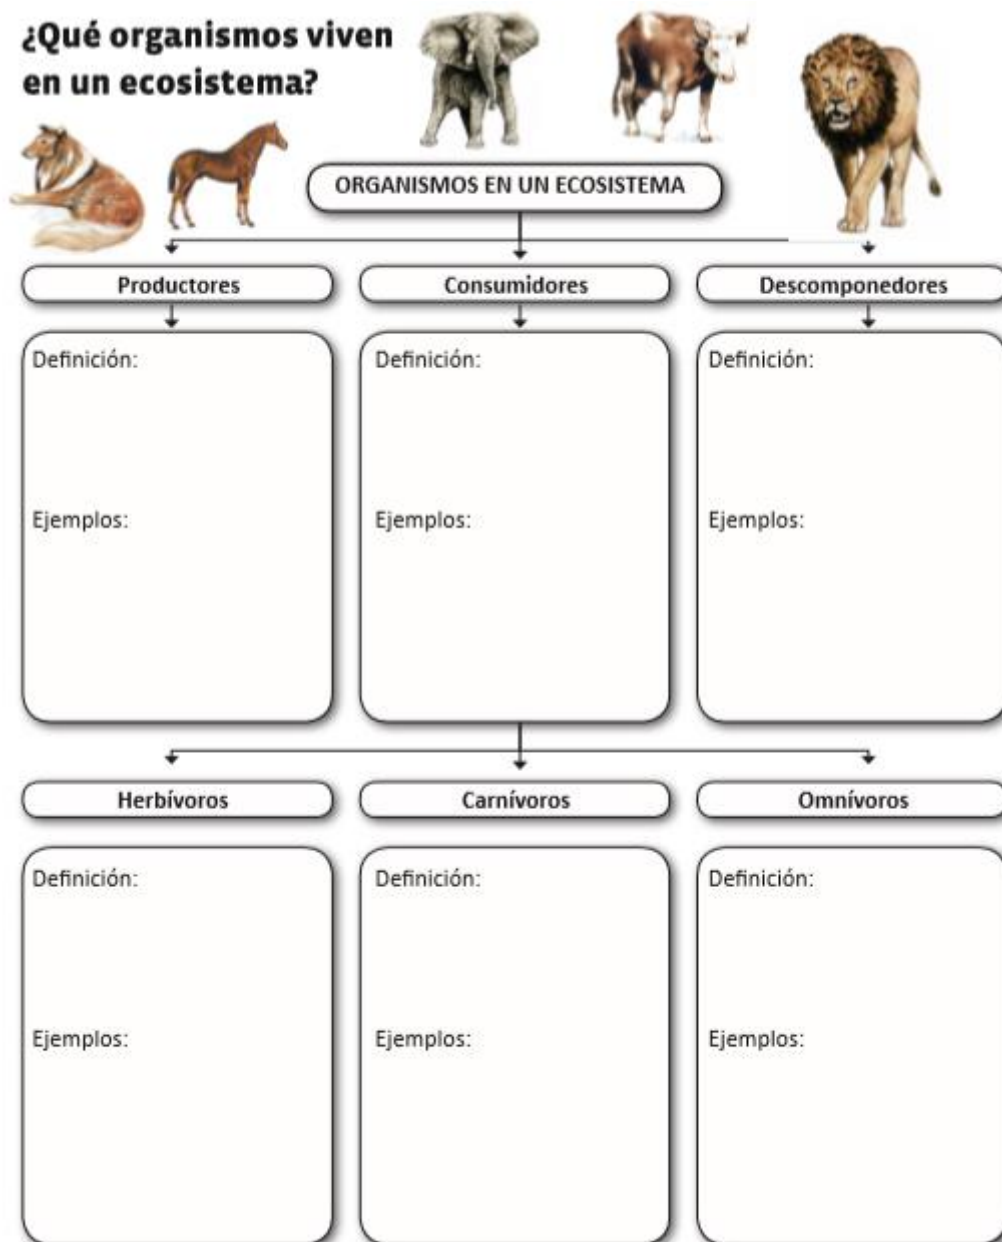 ¿Qué organismos viven
en un ecosistema?
ORGANISMOS EN UN ECOSISTEMA
Productores
Consumidores
Descomponedores
Definición:
Definición:
Definición:
Ejemplos:
Ejemplos:
Ejemplos:
Herbívoros
Carnívoros
Omnívoros
Definición:
Definición:
Definición:
Ejemplos:
Ejemplos:
Ejemplos: